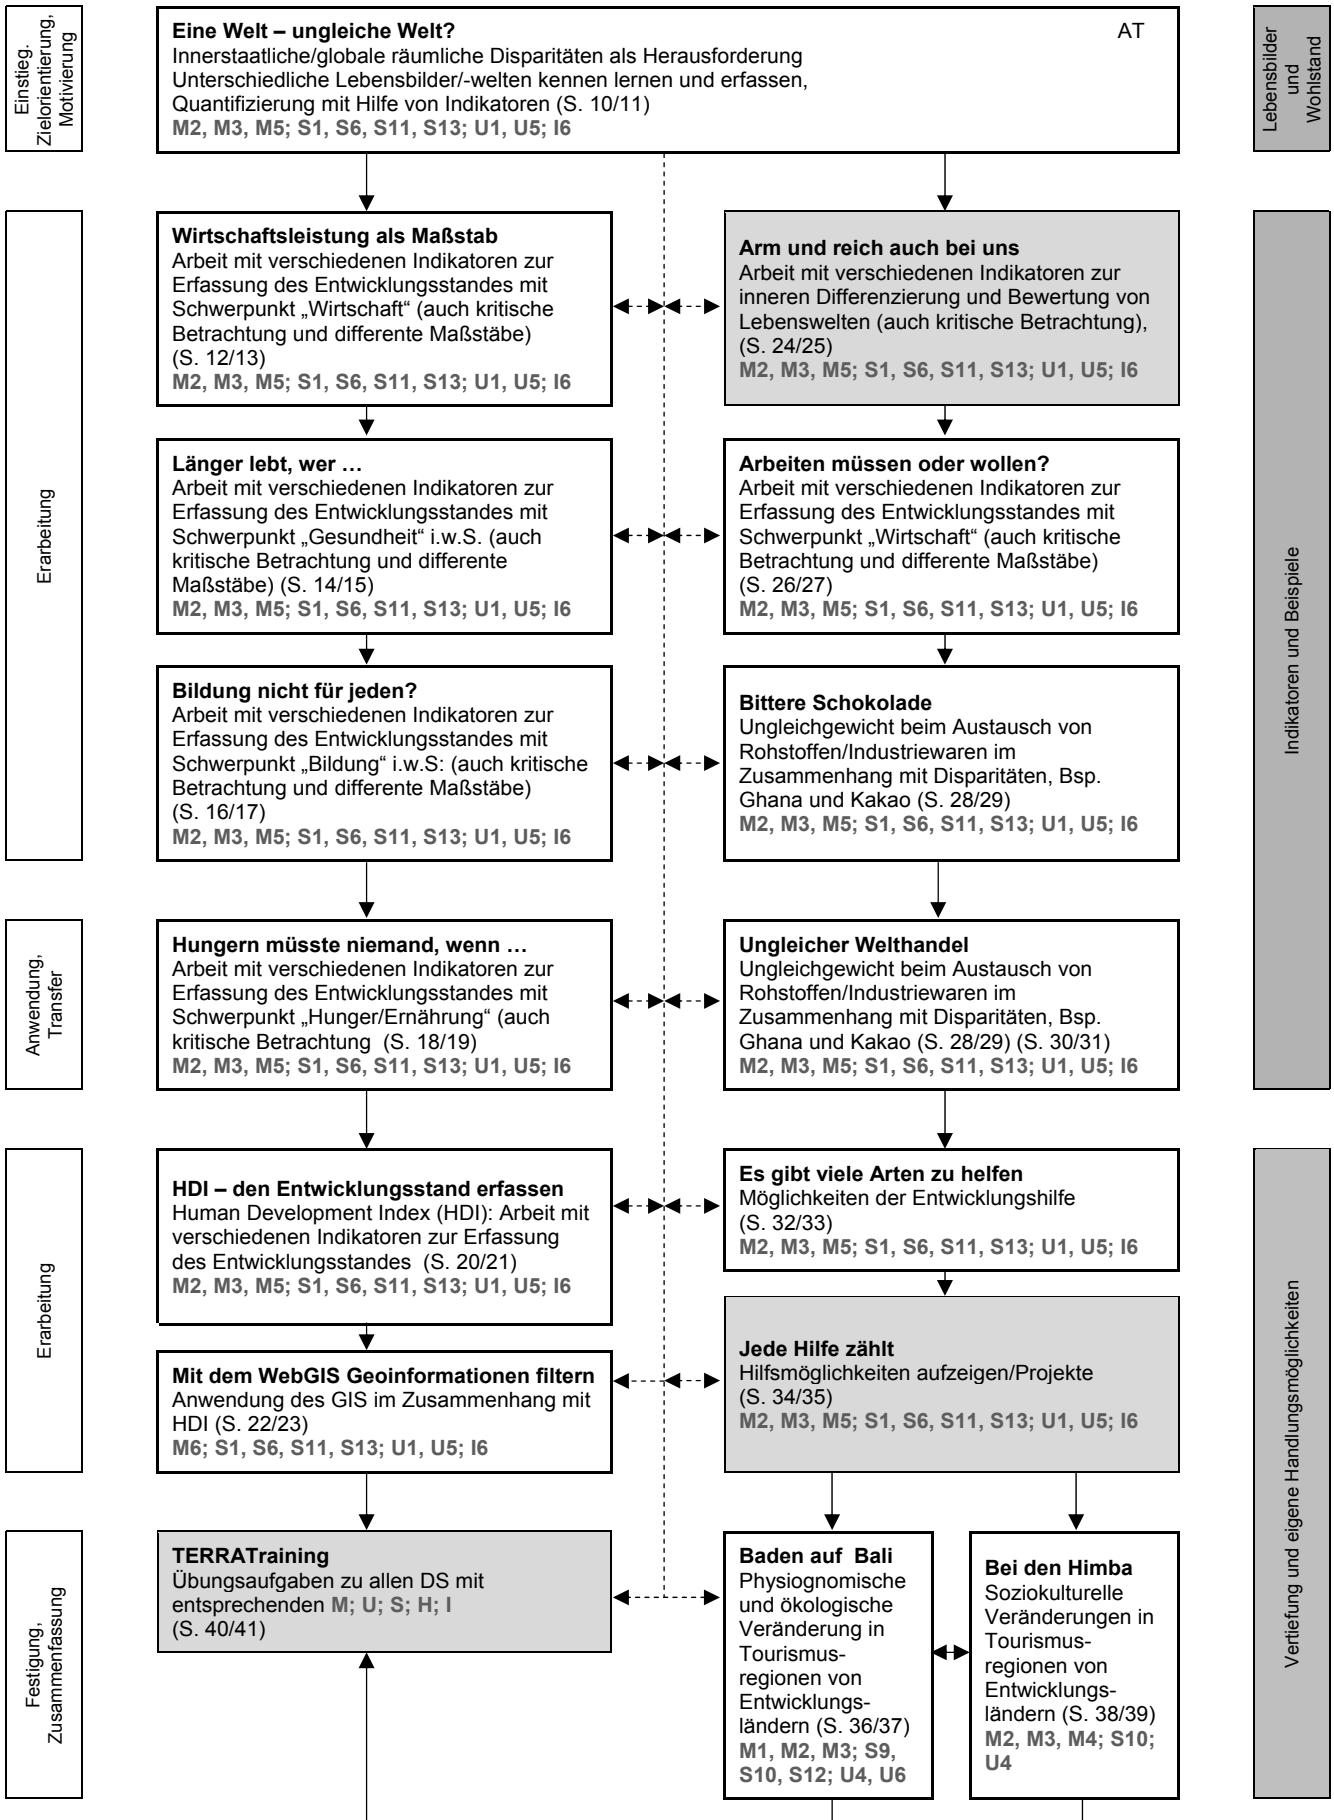 Einstieg.
Zielorientierung,
Motivierung
Eine Welt – ungleiche Welt?
AT
Innerstaatliche/globale räumliche Disparitäten als Herausforderung
Unterschiedliche Lebensbilder/-welten kennen lernen und erfassen,
Quantifizierung mit Hilfe von Indikatoren (S. 10/11)
M2, M3, M5; S1, S6, S11, S13; U1, U5; I6
Lebensbilder
und
Wohlstand
Erarbeitung
Wirtschaftsleistung als Maßstab
Arbeit mit verschiedenen Indikatoren zur
Erfassung des Entwicklungsstandes mit
Schwerpunkt „Wirtschaft“ (auch kritische
Betrachtung und differente Maßstäbe)
(S. 12/13)
M2, M3, M5; S1, S6, S11, S13; U1, U5; I6
Arm und reich auch bei uns
Arbeit mit verschiedenen Indikatoren zur
inneren Differenzierung und Bewertung von
Lebenswelten (auch kritische Betrachtung),
(S. 24/25)
M2, M3, M5; S1, S6, S11, S13; U1, U5; I6
Indikatoren und Beispiele
Länger lebt, wer …
Arbeit mit verschiedenen Indikatoren zur
Erfassung des Entwicklungsstandes mit
Schwerpunkt „Gesundheit“ i.w.S. (auch
kritische Betrachtung und differente
Maßstäbe) (S. 14/15)
M2, M3, M5; S1, S6, S11, S13; U1, U5; I6
Arbeiten müssen oder wollen?
Arbeit mit verschiedenen Indikatoren zur
Erfassung des Entwicklungsstandes mit
Schwerpunkt „Wirtschaft“ (auch kritische
Betrachtung und differente Maßstäbe)
(S. 26/27)
M2, M3, M5; S1, S6, S11, S13; U1, U5; I6
Bildung nicht für jeden?
Arbeit mit verschiedenen Indikatoren zur
Erfassung des Entwicklungsstandes mit
Schwerpunkt „Bildung“ i.w.S: (auch kritische
Betrachtung und differente Maßstäbe)
(S. 16/17)
M2, M3, M5; S1, S6, S11, S13; U1, U5; I6
Bittere Schokolade
Ungleichgewicht beim Austausch von
Rohstoffen/Industriewaren im
Zusammenhang mit Disparitäten, Bsp.
Ghana und Kakao (S. 28/29)
M2, M3, M5; S1, S6, S11, S13; U1, U5; I6
Anwendung,
Transfer
Hungern müsste niemand, wenn …
Arbeit mit verschiedenen Indikatoren zur
Erfassung des Entwicklungsstandes mit
Schwerpunkt „Hunger/Ernährung“ (auch
kritische Betrachtung (S. 18/19)
M2, M3, M5; S1, S6, S11, S13; U1, U5; I6
Ungleicher Welthandel
Ungleichgewicht beim Austausch von
Rohstoffen/Industriewaren im
Zusammenhang mit Disparitäten, Bsp.
Ghana und Kakao (S. 28/29) (S. 30/31)
M2, M3, M5; S1, S6, S11, S13; U1, U5; I6
Erarbeitung
HDI – den Entwicklungsstand erfassen
Human Development Index (HDI): Arbeit mit
verschiedenen Indikatoren zur Erfassung
des Entwicklungsstandes (S. 20/21)
M2, M3, M5; S1, S6, S11, S13; U1, U5; I6
Es gibt viele Arten zu helfen
Möglichkeiten der Entwicklungshilfe
(S. 32/33)
M2, M3, M5; S1, S6, S11, S13; U1, U5; I6
Vertiefung und eigene Handlungsmöglichkeiten
Mit dem WebGIS Geoinformationen filtern
Anwendung des GIS im Zusammenhang mit
HDI (S. 22/23)
M6; S1, S6, S11, S13; U1, U5; I6
Jede Hilfe zählt
Hilfsmöglichkeiten aufzeigen/Projekte
(S. 34/35)
M2, M3, M5; S1, S6, S11, S13; U1, U5; I6
Festigung,
Zusammenfassung
TERRATraining
Übungsaufgaben zu allen DS mit
entsprechenden M; U; S; H; I
(S. 40/41)
Baden auf Bali
Physiognomische
und ökologische
Veränderung in
Tourismus-
regionen von
Entwicklungs-
ländern (S. 36/37)
M1, M2, M3; S9,
S10, S12; U4, U6
Bei den Himba
Soziokulturelle
Veränderungen in
Tourismus-
regionen von
Entwicklungs-
ländern (S. 38/39)
M2, M3, M4; S10;
U4